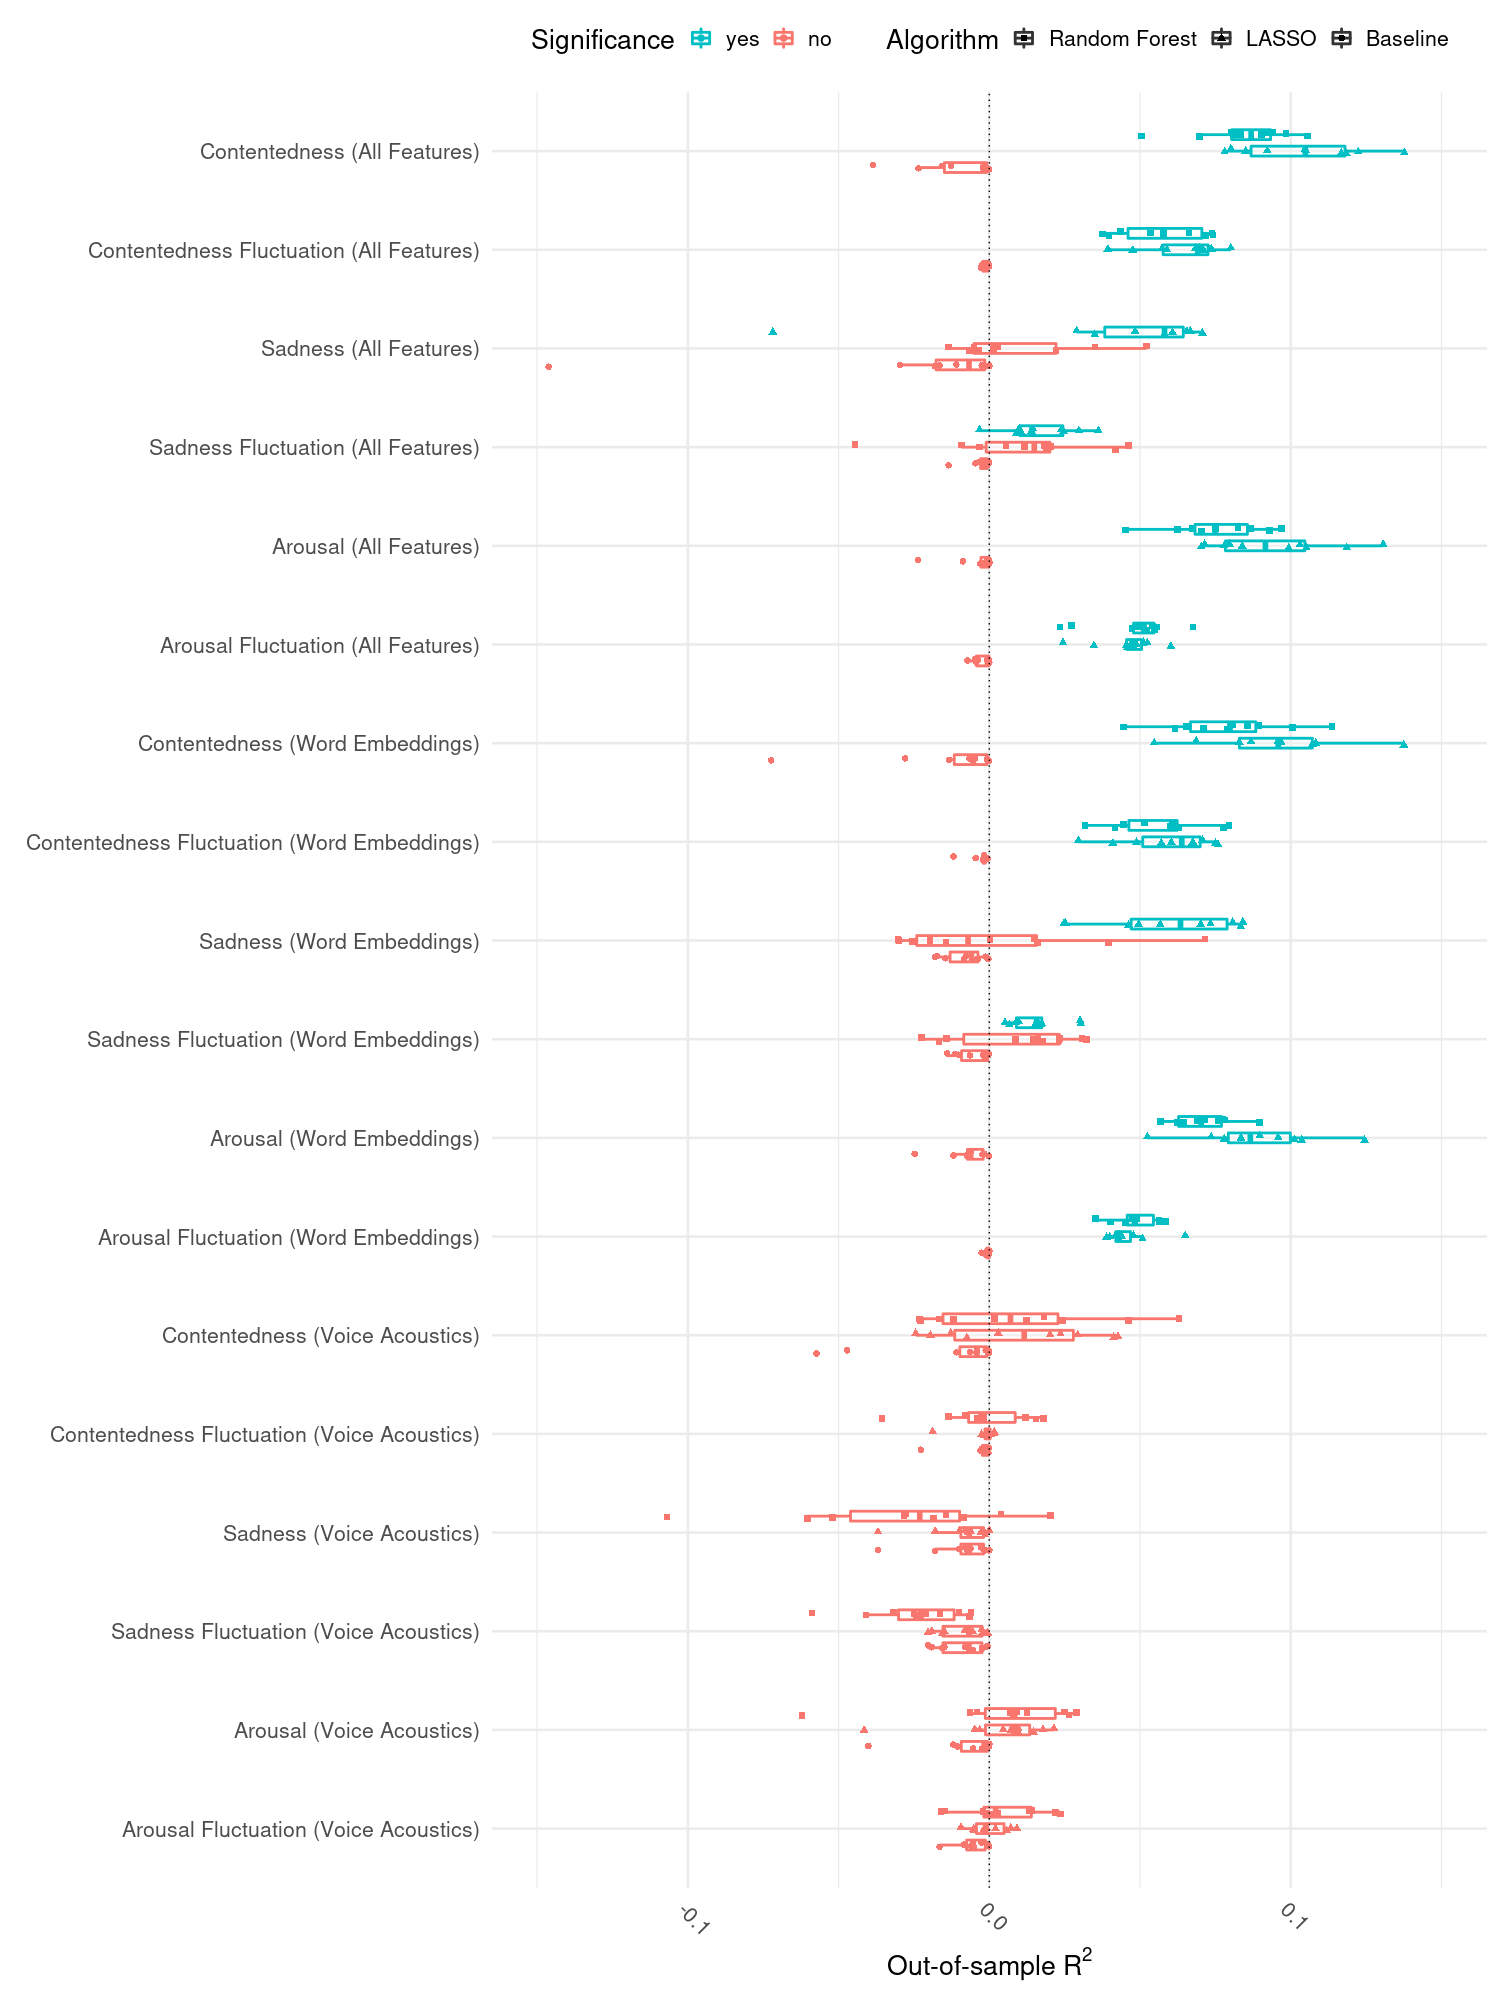 Significance yes no Algorithm Random Forest LASSO Baseline
Contentedness (All Features)
Contentedness Fluctuation (All Features)
Sadness (All Features)
Sadness Fluctuation (All Features)
Arousal (All Features)
Arousal Fluctuation (All Features)
Contentedness (Word Embeddings)
Contentedness Fluctuation (Word Embeddings)
Sadness (Word Embeddings)
Sadness Fluctuation (Word Embeddings)
Arousal (Word Embeddings)
Arousal Fluctuation (Word Embeddings)
Contentedness (Voice Acoustics)
Contentedness Fluctuation (Voice Acoustics)
Sadness (Voice Acoustics)
Sadness Fluctuation (Voice Acoustics)
Arousal (Voice Acoustics)
Arousal Fluctuation (Voice Acoustics)
-0.1 0.0 0.1
Out-of-sample R²